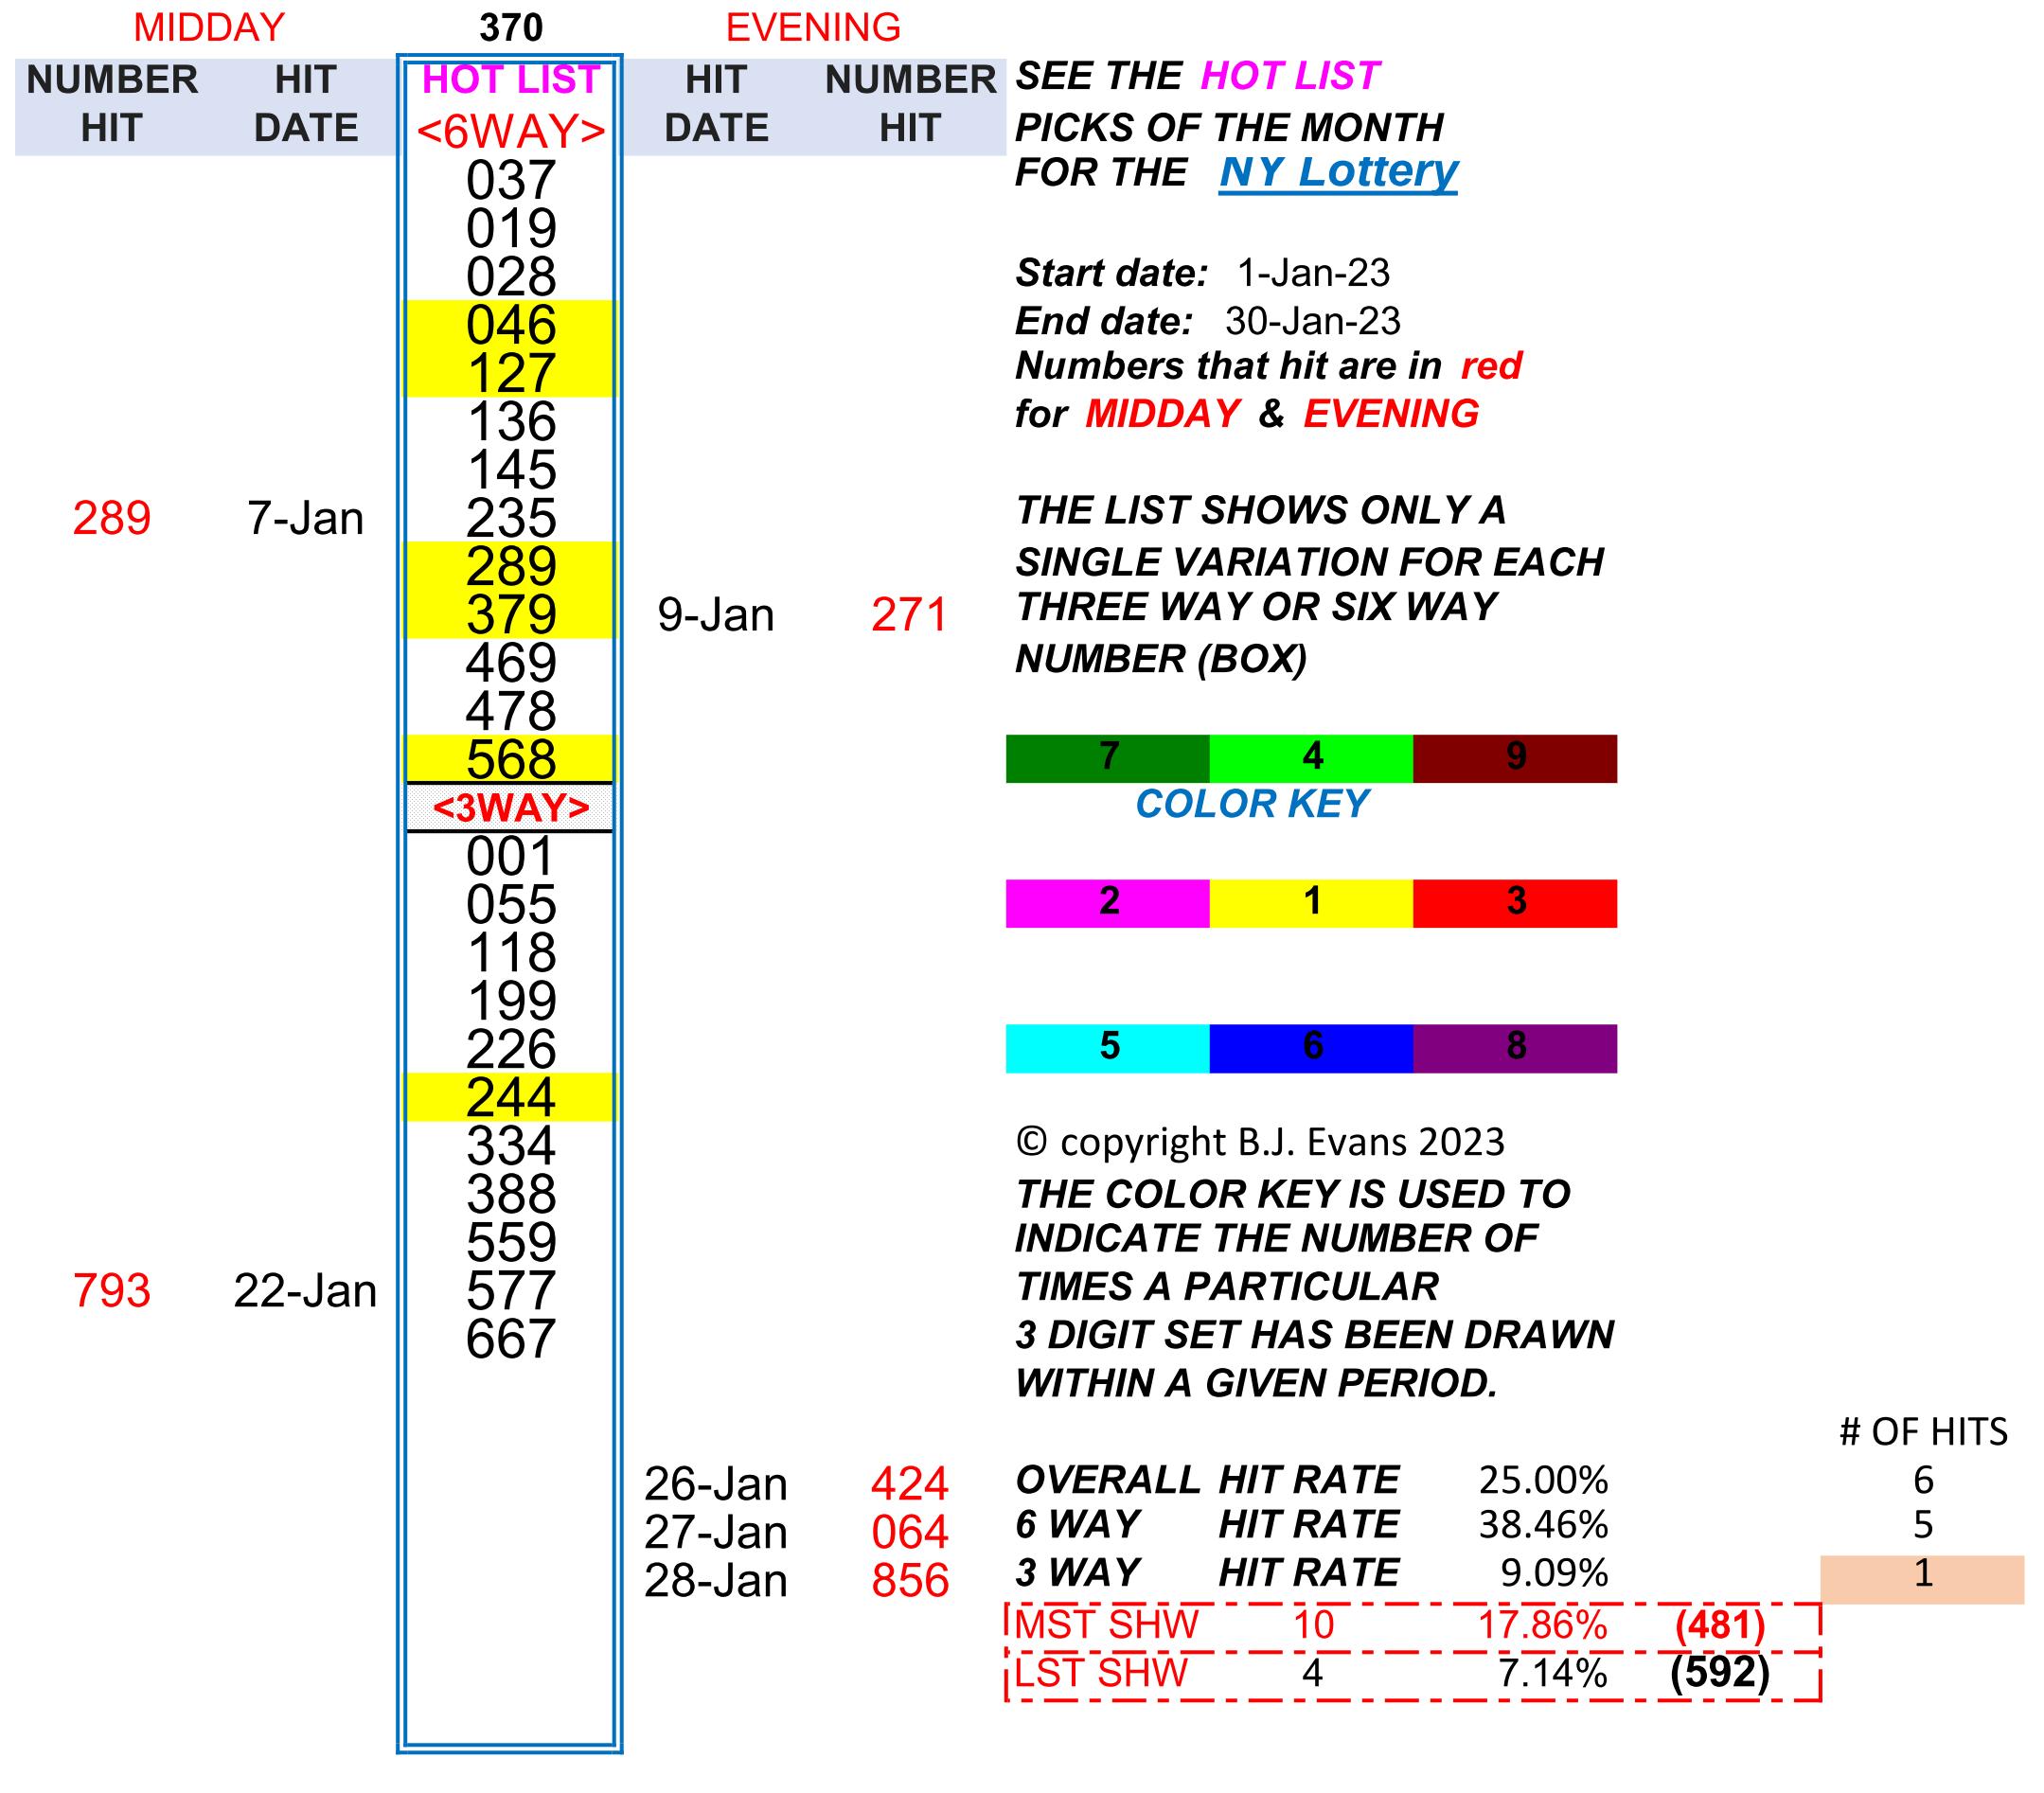 MIDDAY 370 EVENING
NUMBER HIT HOT LIST HIT NUMBER SEE THE HOT LIST
HIT DATE <6WAY> DATE HIT PICKS OF THE MONTH
037 FOR THE NY Lottery
019
028 Start date: 1-Jan-23
046 End date: 30-Jan-23
127 Numbers that hit are in red
136 for MIDDAY & EVENING
145
289 7-Jan 235 THE LIST SHOWS ONLY A
289 SINGLE VARIATION FOR EACH
379 9-Jan 271 THREE WAY OR SIX WAY
469 NUMBER (BOX)
478
568 7 4 9
<3WAY> COLOR KEY
001
055 2 1 3
118
199
226 5 6 8
244
334 © copyright B.J. Evans 2023
388 THE COLOR KEY IS USED TO
559 INDICATE THE NUMBER OF
793 22-Jan 577 TIMES A PARTICULAR
667 3 DIGIT SET HAS BEEN DRAWN
WITHIN A GIVEN PERIOD.
# OF HITS
26-Jan 424 OVERALL HIT RATE 25.00% 6
27-Jan 064 6 WAY HIT RATE 38.46% 5
28-Jan 856 3 WAY HIT RATE 9.09% 1
MST SHW 10 17.86% (481)
LST SHW 4 7.14% (592)